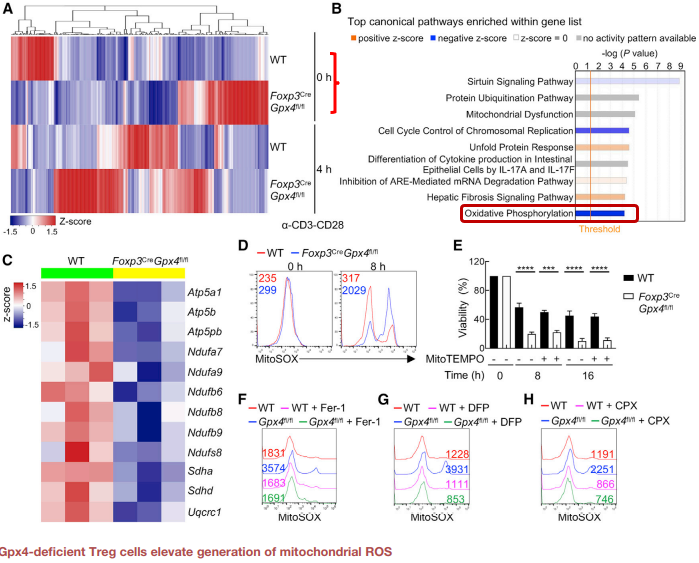 A
WT
Foxp3Cre
Gpx4fl/fl
0 h
WT
Foxp3Cre
Gpx4fl/fl
4 h
-1.5 0 1.5
Z-score
α-CD3-CD28
B
Top canonical pathways enriched within gene list
positive z-score negative z-score z-score = 0 no activity pattern available
-log (P value)
0 1 2 3 4 5 6 7 8 9
Sirtuin Signaling Pathway
Protein Ubiquitination Pathway
Mitochondrial Dysfunction
Cell Cycle Control of Chromosomal Replication
Unfold Protein Response
Differentiation of Cytokine production in Intestinal
Epithelial Cells by IL-17A and IL-17F
Inhibition of ARE-Mediated mRNA Degradation Pathway
Hepatic Fibrosis Signaling Pathway
Oxidative Phosphorylation
Threshold
C
WT Foxp3CreGpx4fl/fl
z-score
1.5
0
-1.5
Atp5a1
Atp5b
Atp5pb
Ndufa7
Ndufa9
Ndufb6
Ndufb8
Ndufb9
Ndufs8
Sdha
Sdhd
Uqcrc1
D
WT Foxp3CreGpx4fl/fl
0 h 8 h
235
299
317
2029
MitoSOX
E
Viability (%)
120
80
40
0
**** *** **** ****
WT
Foxp3Cre
Gpx4fl/fl
MitoTEMPO - - - - + + - - + +
Time (h) 0 8 16
F
WT WT + Fer-1
Gpx4fl/fl Gpx4fl/fl + Fer-1
1831
3574
1683
1691
MitoSOX
G
WT WT + DFP
Gpx4fl/fl Gpx4fl/fl + DFP
1228
3931
1111
853
MitoSOX
H
WT WT + CPX
Gpx4fl/fl Gpx4fl/fl + CPX
1191
2251
866
746
MitoSOX
Gpx4-deficient Treg cells elevate generation of mitochondrial ROS